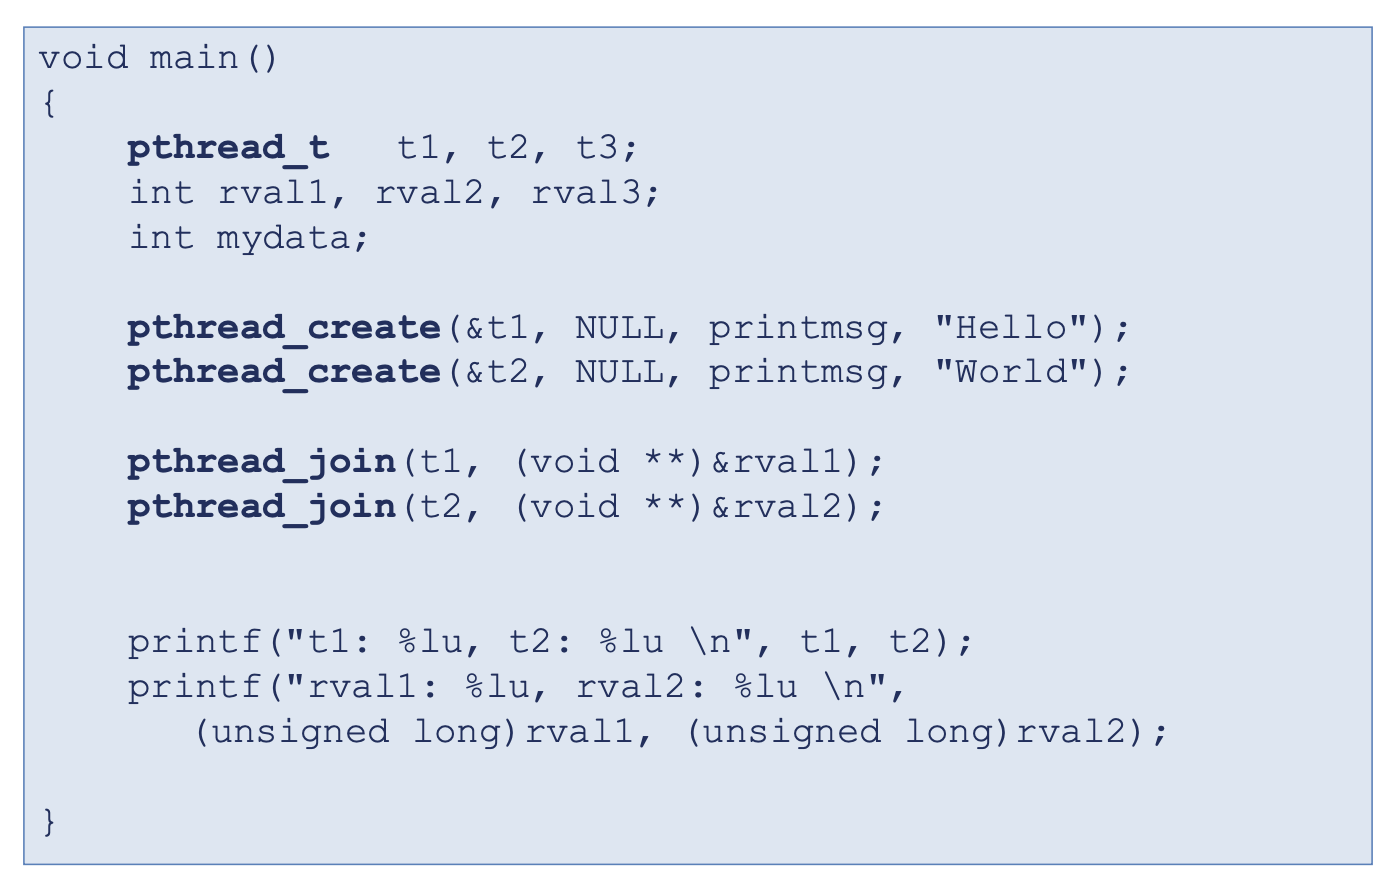 void main()
{
    pthread_t   t1, t2, t3;
    int rval1, rval2, rval3;
    int mydata;
    pthread_create(&t1, NULL, printmsg, "Hello");
    pthread_create(&t2, NULL, printmsg, "World");
    pthread_join(t1, (void **)&rval1);
    pthread_join(t2, (void **)&rval2);
    printf("t1: %lu, t2: %lu \n", t1, t2);
    printf("rval1: %lu, rval2: %lu \n",
       (unsigned long)rval1, (unsigned long)rval2);
}